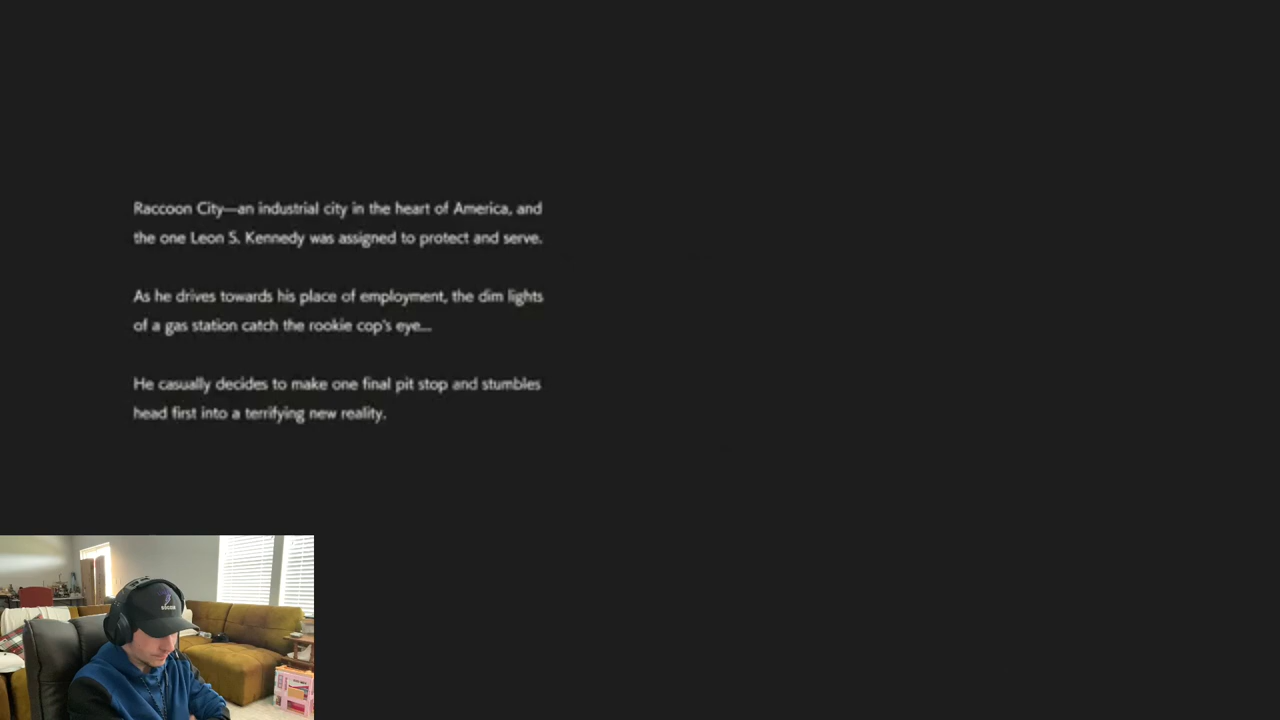 Raccoon City—an industrial city in the heart of America, and
the one Leon S. Kennedy was assigned to protect and serve.
As he drives towards his place of employment, the dim lights
of a gas station catch the rookie cop's eye...
He casually decides to make one final pit stop and stumbles
head first into a terrifying new reality.